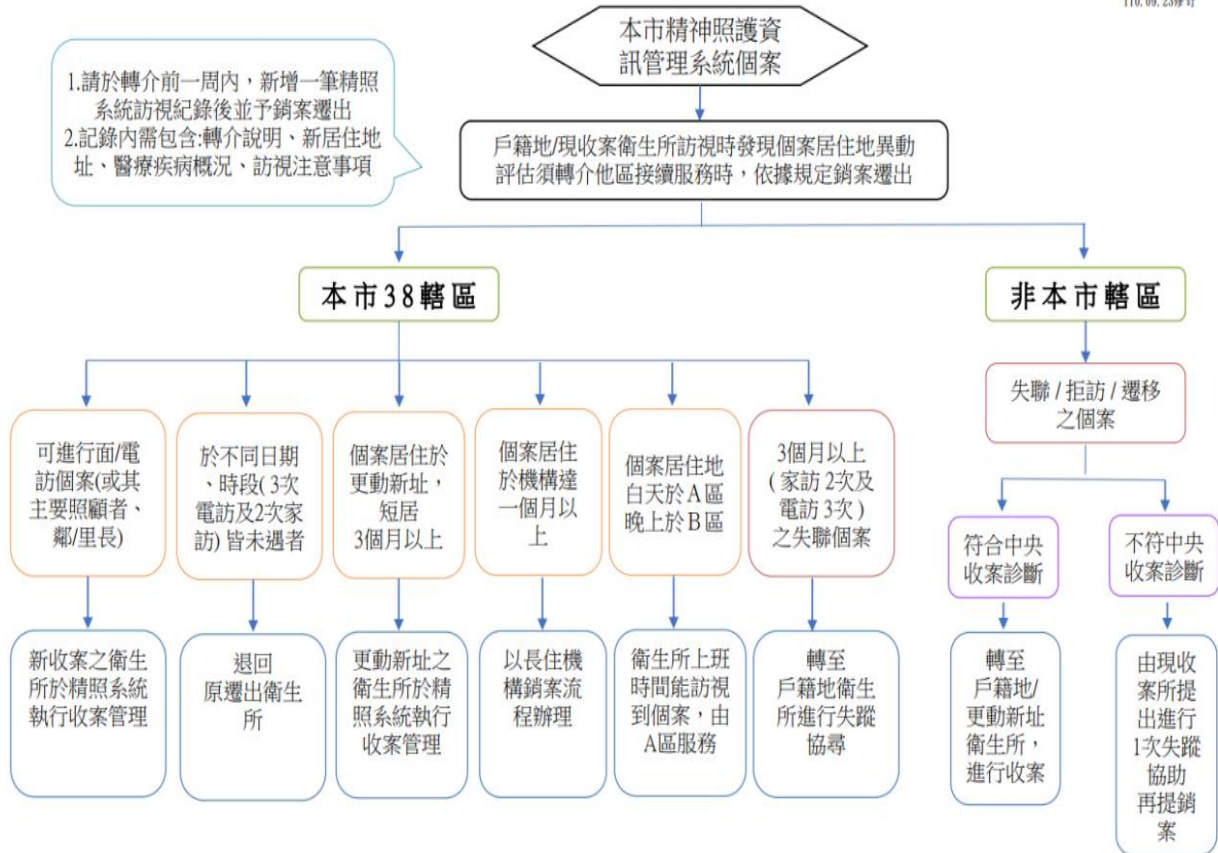 110.09.23修訂
本市精神照護資
訊管理系統個案
1.請於轉介前一周內，新增一筆精照
系統訪視紀錄後並予銷案遷出
2.記錄內需包含:轉介說明、新居住地
址、醫療疾病概況、訪視注意事項
戶籍地/現收案衛生所訪視時發現個案居住地異動
評估須轉介他區接續服務時，依據規定銷案遷出
本市38轄區
非本市轄區
失聯 / 拒訪 / 遷移
之個案
可進行面/電
訪個案(或其
主要照顧者、
鄰/里長)
於不同日期
、時段( 3次
電訪及2次家
訪) 皆未遇者
個案居住於
更動新址，
短居
3個月以上
個案居住
於機構達
一個月以
上
個案居住地
白天於A區
晚上於B區
3個月以上
( 家訪 2次及
電訪 3次 )
之失聯個案
符合中央
收案診斷
不符中央
收案診斷
新收案之衛生
所於精照系統
執行收案管理
退回
原遷出衛生
所
更動新址之
衛生所於精
照系統執行
收案管理
以長住機
構銷案流
程辦理
衛生所上班
時間能訪視
到個案，由
A區服務
轉至
戶籍地衛生
所進行失蹤
協尋
轉至
戶籍地/
更動新址
衛生所，
進行收案
由現收
案所提
出進行
1次失蹤
協助
再提銷
案